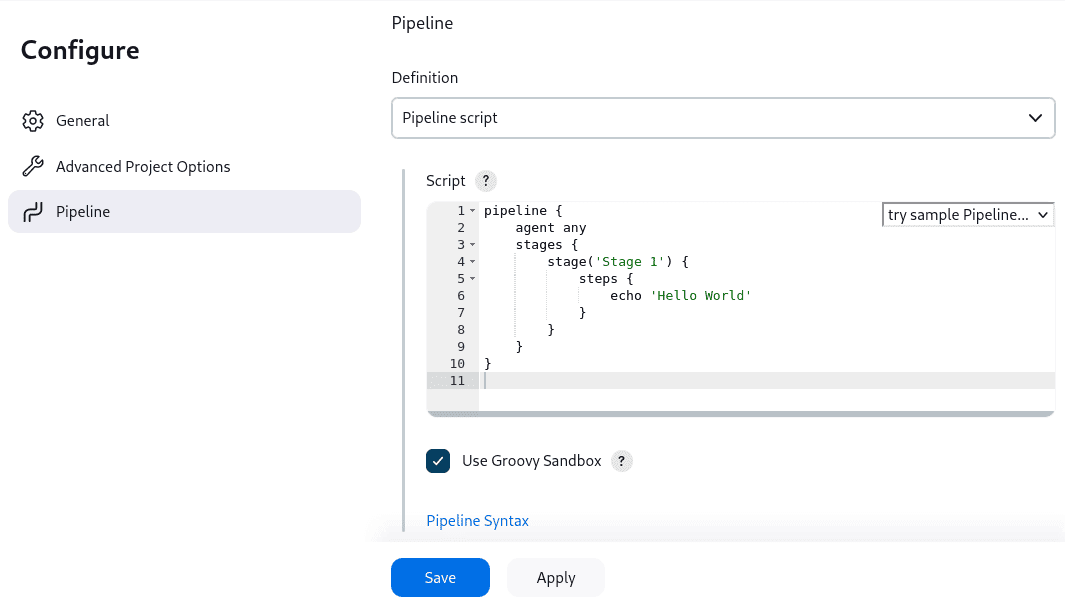 Configure
General
Advanced Project Options
Pipeline
Pipeline
Definition
Pipeline script
Script ?
try sample Pipeline...
1 pipeline {
2     agent any
3     stages {
4         stage('Stage 1') {
5             steps {
6                 echo 'Hello World'
7             }
8         }
9     }
10 }
11
Use Groovy Sandbox ?
Pipeline Syntax
Save Apply